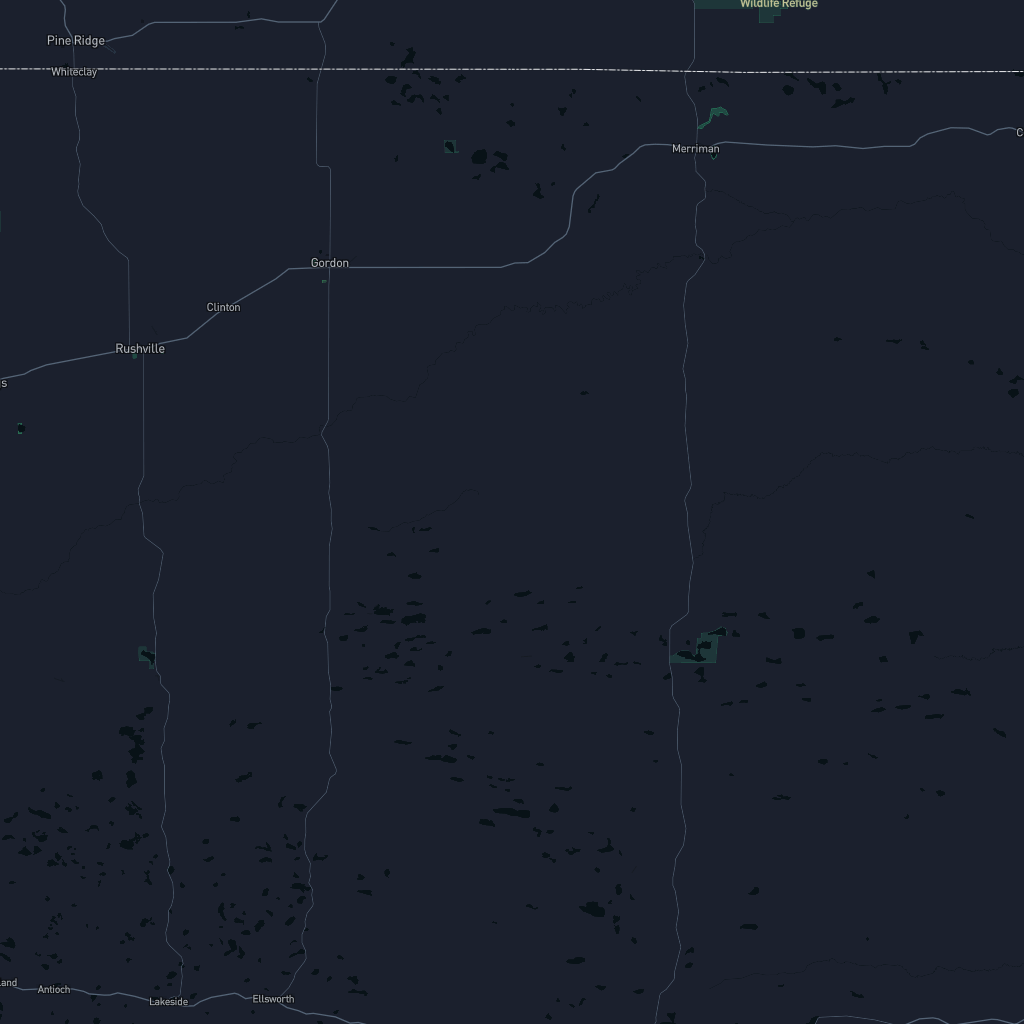 Wildlife Refuge
Pine Ridge
Whiteclay
Merriman
Gordon
Clinton
Rushville
Antioch
Lakeside
Ellsworth